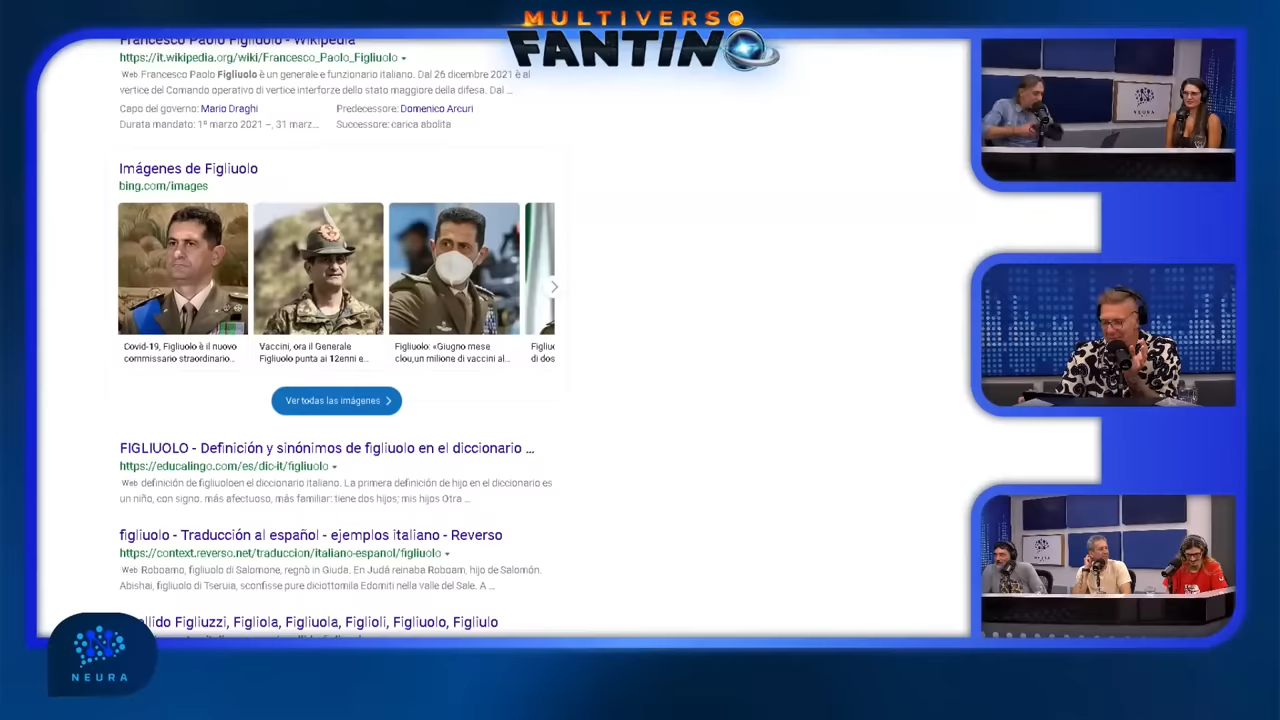 MULTIVERSO
FANTINO
Francesco Paolo Figliuolo - Wikipedia
https://it.wikipedia.org/wiki/Francesco_Paolo_Figliuolo
Web Francesco Paolo Figliuolo è un generale e funzionario italiano. Dal 26 dicembre 2021 è al
vertice del Comando operativo di vertice interforze dello stato maggiore della difesa. Dal ...
Capo del governo: Mario Draghi Predecessore: Domenico Arcuri
Durata mandato: 1º marzo 2021 –, 31 marz... Successore: carica abolita
Imágenes de Figliuolo
bing.com/images
Covid-19, Figliuolo è il nuovo
commissario straordinario...
Vaccini, ora il Generale
Figliuolo punta ai 12enni e...
Figliuolo: «Giugno mese
clou,un milione di vaccini al...
Figliuo
di dos
Ver todas las imágenes
FIGLIUOLO - Definición y sinónimos de figliuolo en el diccionario ...
https://educalingo.com/es/dic-it/figliuolo
Web definición de figliuoloen el diccionario italiano. La primera definición de hijo en el diccionario es
un niño, con signo. más afectuoso, más familiar: tiene dos hijos; mis hijos Otra ...
figliuolo - Traducción al español - ejemplos italiano - Reverso
https://context.reverso.net/traduccion/italiano-espanol/figliuolo
Web Roboamo, figliuolo di Salomone, regnò in Giuda. En Judá reinaba Roboam, hijo de Salomón.
Abishai, figliuolo di Tseruia, sconfisse pure diciottomila Edomiti nella valle del Sale. A ...
llido Figliuzzi, Figliola, Figliuola, Figlioli, Figliuolo, Figliulo
NEURA
NEURA